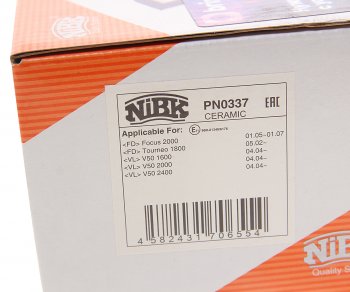 NiBK
PN0337
CERAMIC
EAC
Applicable For:
<FD> Focus 2000 01.05~01.07
<FD> Tourneo 1800 05.02~
<VL> V50 1600 04.04~
<VL> V50 2000 04.04~
<VL> V50 2400 04.04~
4 582431 706554
NiBK
Quality